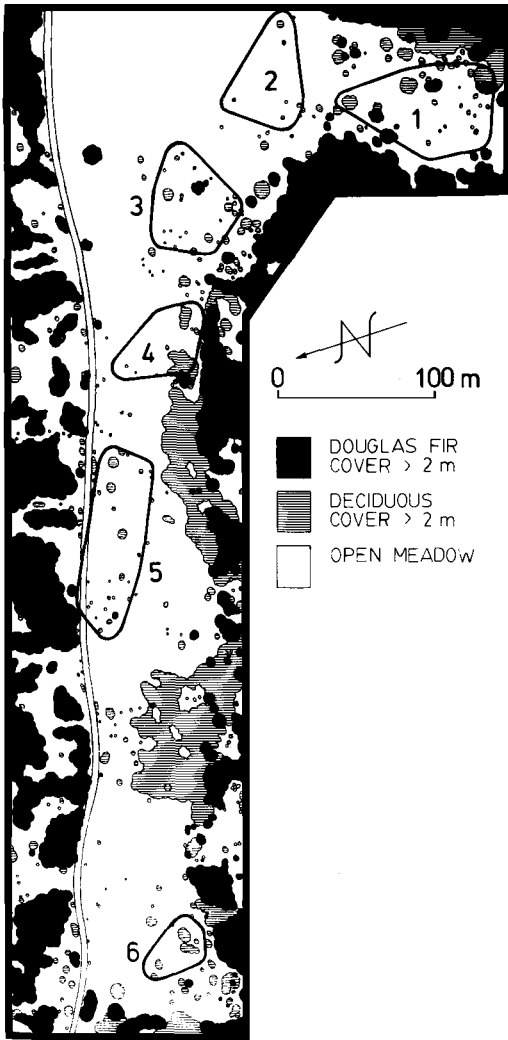 2
1
3
4
5
6
N
0 100 m
DOUGLAS FIR
COVER > 2 m
DECIDUOUS
COVER > 2 m
OPEN MEADOW